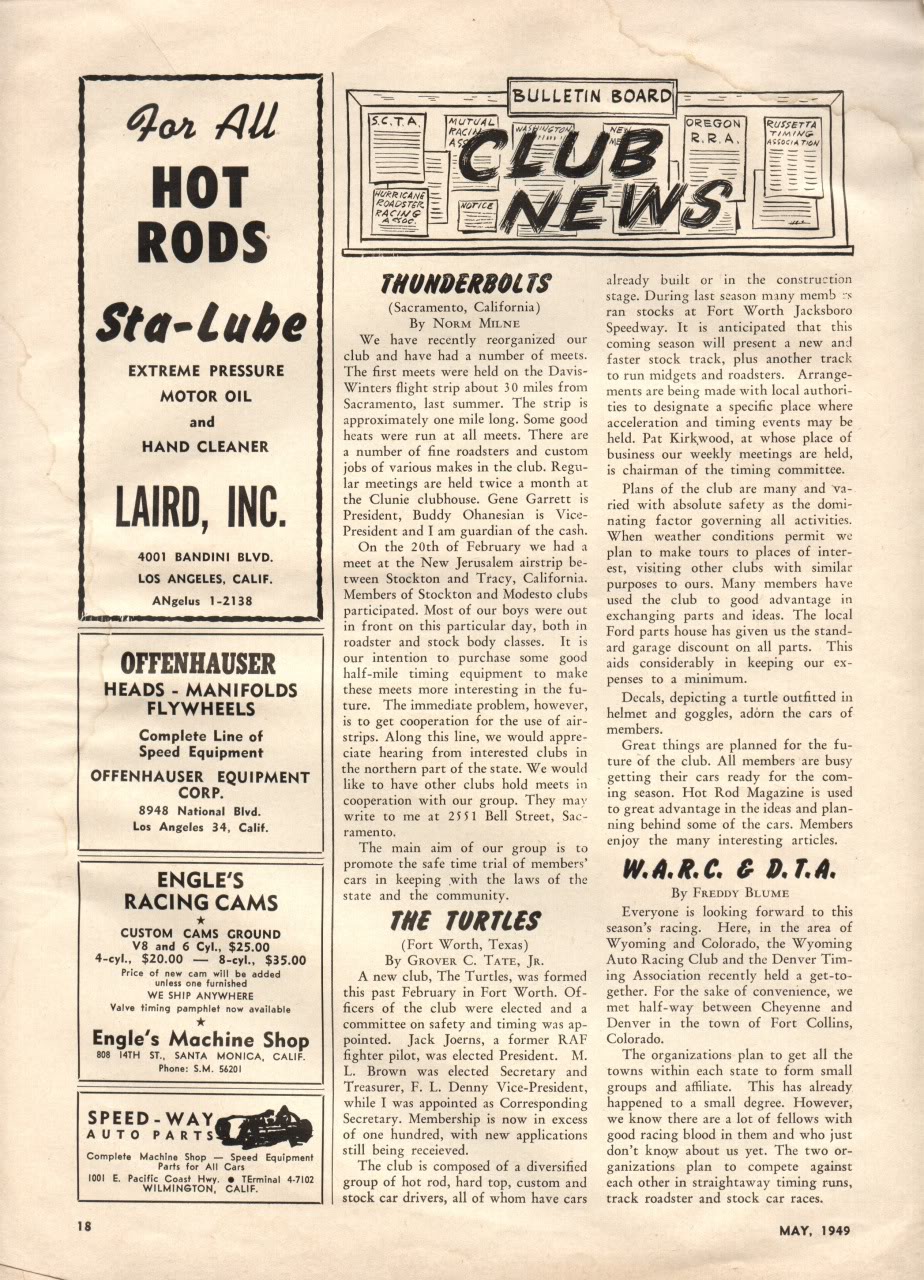 For All
HOT
RODS
Sta-Lube
EXTREME PRESSURE
MOTOR OIL
and
HAND CLEANER
LAIRD, INC.
4001 BANDINI BLVD.
LOS ANGELES, CALIF.
ANgelus 1-2138
OFFENHAUSER
HEADS - MANIFOLDS
FLYWHEELS
Complete Line of
Speed Equipment
OFFENHAUSER EQUIPMENT
CORP.
8948 National Blvd.
Los Angeles 34, Calif.
ENGLE'S
RACING CAMS
★
CUSTOM CAMS GROUND
V8 and 6 Cyl., $25.00
4-cyl., $20.00 — 8-cyl., $35.00
Price of new cam will be added
unless one furnished
WE SHIP ANYWHERE
Valve timing pamphlet now available
★
Engle's Machine Shop
808 14TH ST., SANTA MONICA, CALIF.
Phone: S.M. 56201
SPEED-WAY
AUTO PARTS
Complete Machine Shop — Speed Equipment
Parts for All Cars
1001 E. Pacific Coast Hwy. ● TErminal 4-7102
WILMINGTON, CALIF.
BULLETIN BOARD
S.C.T.A.
MUTUAL
RACIN
ASS
WASHINGTON
NEW
OREGON
R.R.A.
RUSSETTA
TIMING
ASSOCIATION
HURRICANE
ROADSTER
RACING
ASSOC.
NOTICE
CLUB
NEWS
THUNDERBOLTS
(Sacramento, California)
By Norm Milne
We have recently reorganized our
club and have had a number of meets.
The first meets were held on the Davis-
Winters flight strip about 30 miles from
Sacramento, last summer. The strip is
approximately one mile long. Some good
heats were run at all meets. There are
a number of fine roadsters and custom
jobs of various makes in the club. Regu-
lar meetings are held twice a month at
the Clunie clubhouse. Gene Garrett is
President, Buddy Ohanesian is Vice-
President and I am guardian of the cash.
On the 20th of February we had a
meet at the New Jerusalem airstrip be-
tween Stockton and Tracy, California.
Members of Stockton and Modesto clubs
participated. Most of our boys were out
in front on this particular day, both in
roadster and stock body classes. It is
our intention to purchase some good
half-mile timing equipment to make
these meets more interesting in the fu-
ture. The immediate problem, however,
is to get cooperation for the use of air-
strips. Along this line, we would appre-
ciate hearing from interested clubs in
the northern part of the state. We would
like to have other clubs hold meets in
cooperation with our group. They may
write to me at 2551 Bell Street, Sac-
ramento.
The main aim of our group is to
promote the safe time trial of members'
cars in keeping with the laws of the
state and the community.
THE TURTLES
(Fort Worth, Texas)
By Grover C. Tate, Jr.
A new club, The Turtles, was formed
this past February in Fort Worth. Of-
ficers of the club were elected and a
committee on safety and timing was ap-
pointed. Jack Joerns, a former RAF
fighter pilot, was elected President. M.
L. Brown was elected Secretary and
Treasurer, F. L. Denny Vice-President,
while I was appointed as Corresponding
Secretary. Membership is now in excess
of one hundred, with new applications
still being receieved.
The club is composed of a diversified
group of hot rod, hard top, custom and
stock car drivers, all of whom have cars
already built or in the construction
stage. During last season many memb rs
ran stocks at Fort Worth Jacksboro
Speedway. It is anticipated that this
coming season will present a new and
faster stock track, plus another track
to run midgets and roadsters. Arrange-
ments are being made with local authori-
ties to designate a specific place where
acceleration and timing events may be
held. Pat Kirkwood, at whose place of
business our weekly meetings are held,
is chairman of the timing committee.
Plans of the club are many and va-
ried with absolute safety as the domi-
nating factor governing all activities.
When weather conditions permit we
plan to make tours to places of inter-
est, visiting other clubs with similar
purposes to ours. Many members have
used the club to good advantage in
exchanging parts and ideas. The local
Ford parts house has given us the stand-
ard garage discount on all parts. This
aids considerably in keeping our ex-
penses to a minimum.
Decals, depicting a turtle outfitted in
helmet and goggles, adorn the cars of
members.
Great things are planned for the fu-
ture of the club. All members are busy
getting their cars ready for the com-
ing season. Hot Rod Magazine is used
to great advantage in the ideas and plan-
ning behind some of the cars. Members
enjoy the many interesting articles.
W.A.R.C. & D.T.A.
By Freddy Blume
Everyone is looking forward to this
season's racing. Here, in the area of
Wyoming and Colorado, the Wyoming
Auto Racing Club and the Denver Tim-
ing Association recently held a get-to-
gether. For the sake of convenience, we
met half-way between Cheyenne and
Denver in the town of Fort Collins,
Colorado.
The organizations plan to get all the
towns within each state to form small
groups and affiliate. This has already
happened to a small degree. However,
we know there are a lot of fellows with
good racing blood in them and who just
don't know about us yet. The two or-
ganizations plan to compete against
each other in straightaway timing runs,
track roadster and stock car races.
18
MAY, 1949